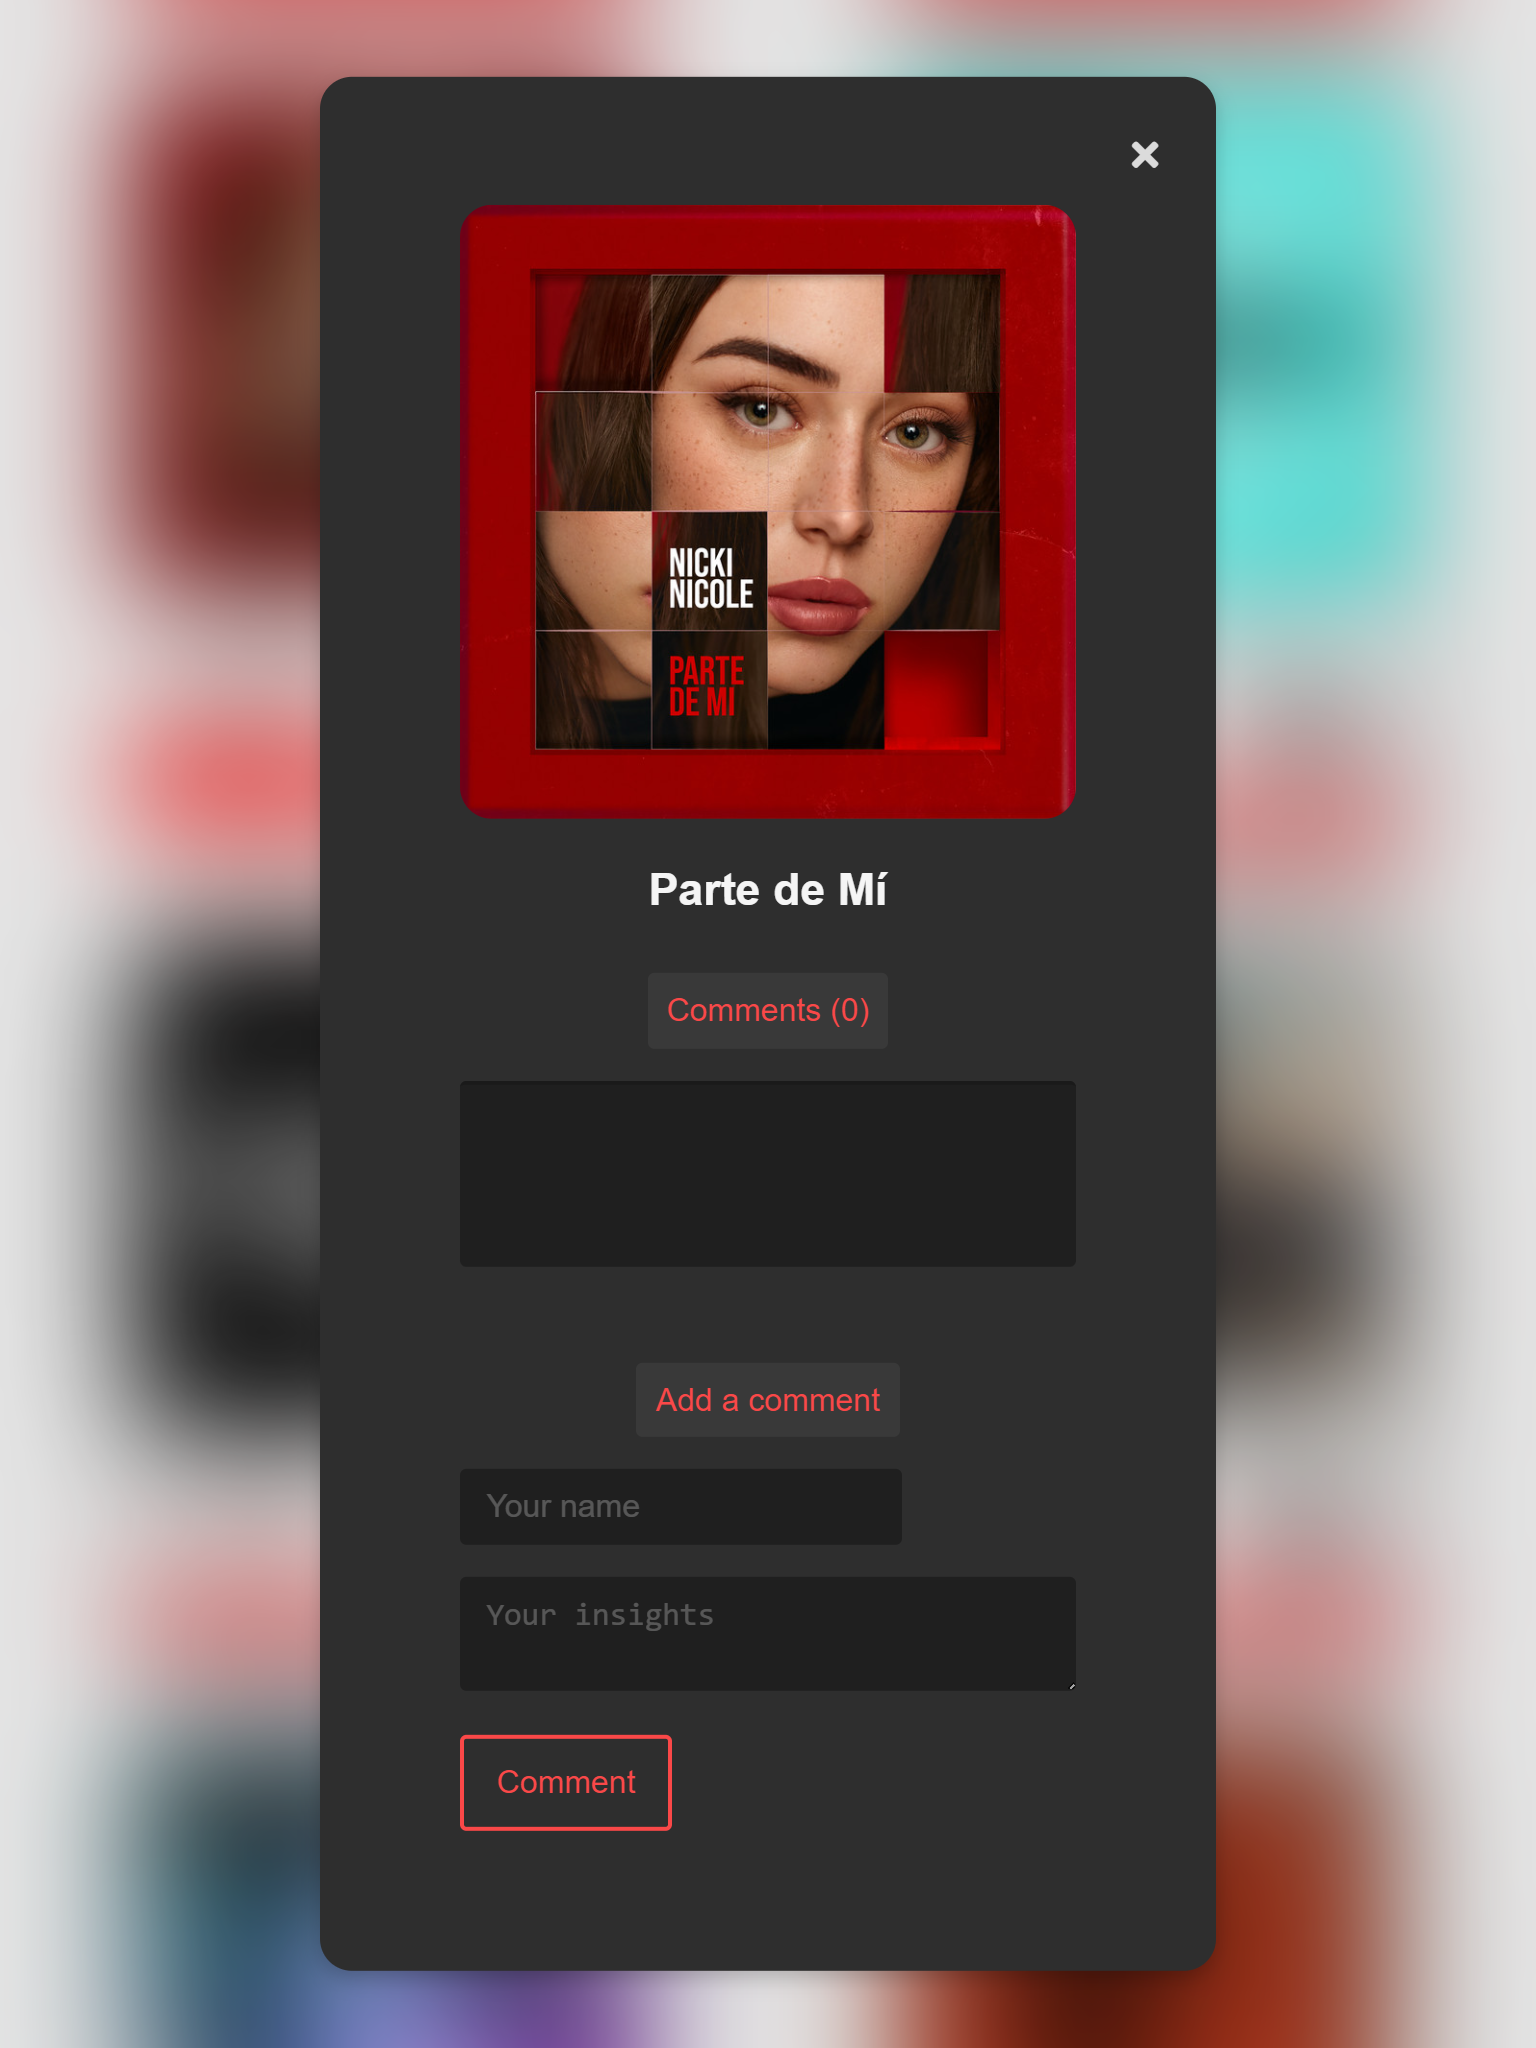 NICKI
NICOLE
PARTE
DE MI
Parte de Mí
Comments (0)
Add a comment
Your name
Your insights
Comment